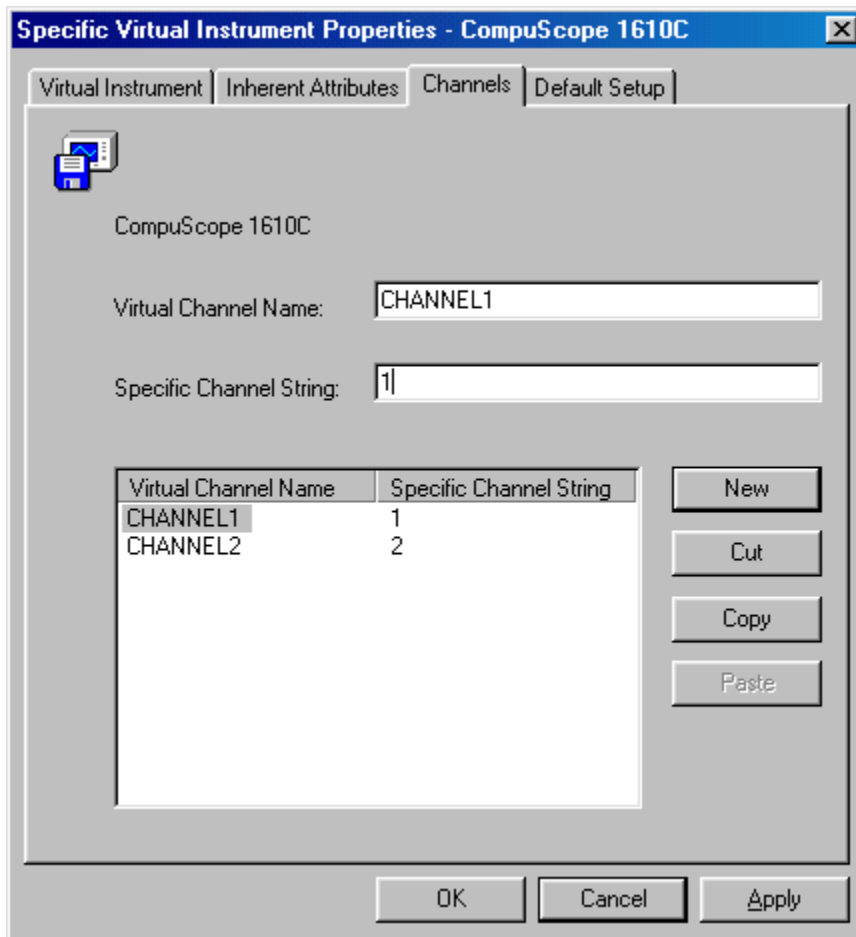 Specific Virtual Instrument Properties - CompuScope 1610C
Virtual Instrument Inherent Attributes Channels Default Setup
CompuScope 1610C
Virtual Channel Name: CHANNEL1
Specific Channel String: 1
Virtual Channel Name Specific Channel String
CHANNEL1 1
CHANNEL2 2
New
Cut
Copy
Paste
OK Cancel Apply